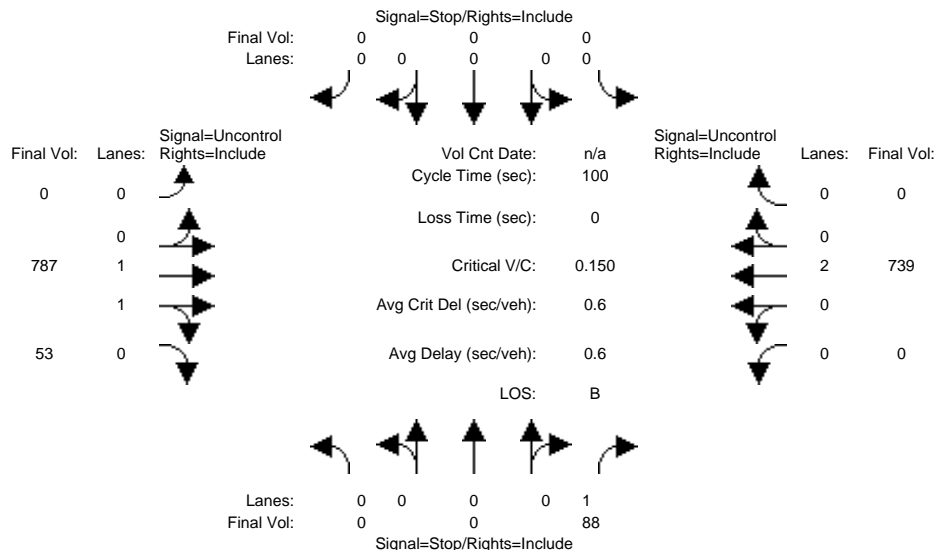 Signal=Stop/Rights=Include
Final Vol: 0 0 0
Lanes: 0 0 0 0 0
Signal=Uncontrol
Final Vol: Lanes: Rights=Include
Vol Cnt Date: n/a
Signal=Uncontrol
Rights=Include Lanes: Final Vol:
Cycle Time (sec): 100
0 0
0 0
Loss Time (sec): 0
0
0
787 1
Critical V/C: 0.150
2 739
1
Avg Crit Del (sec/veh): 0.6
0
53 0
Avg Delay (sec/veh): 0.6
0 0
LOS: B
Lanes: 0 0 0 0 1
Final Vol: 0 0 88
Signal=Stop/Rights=Include